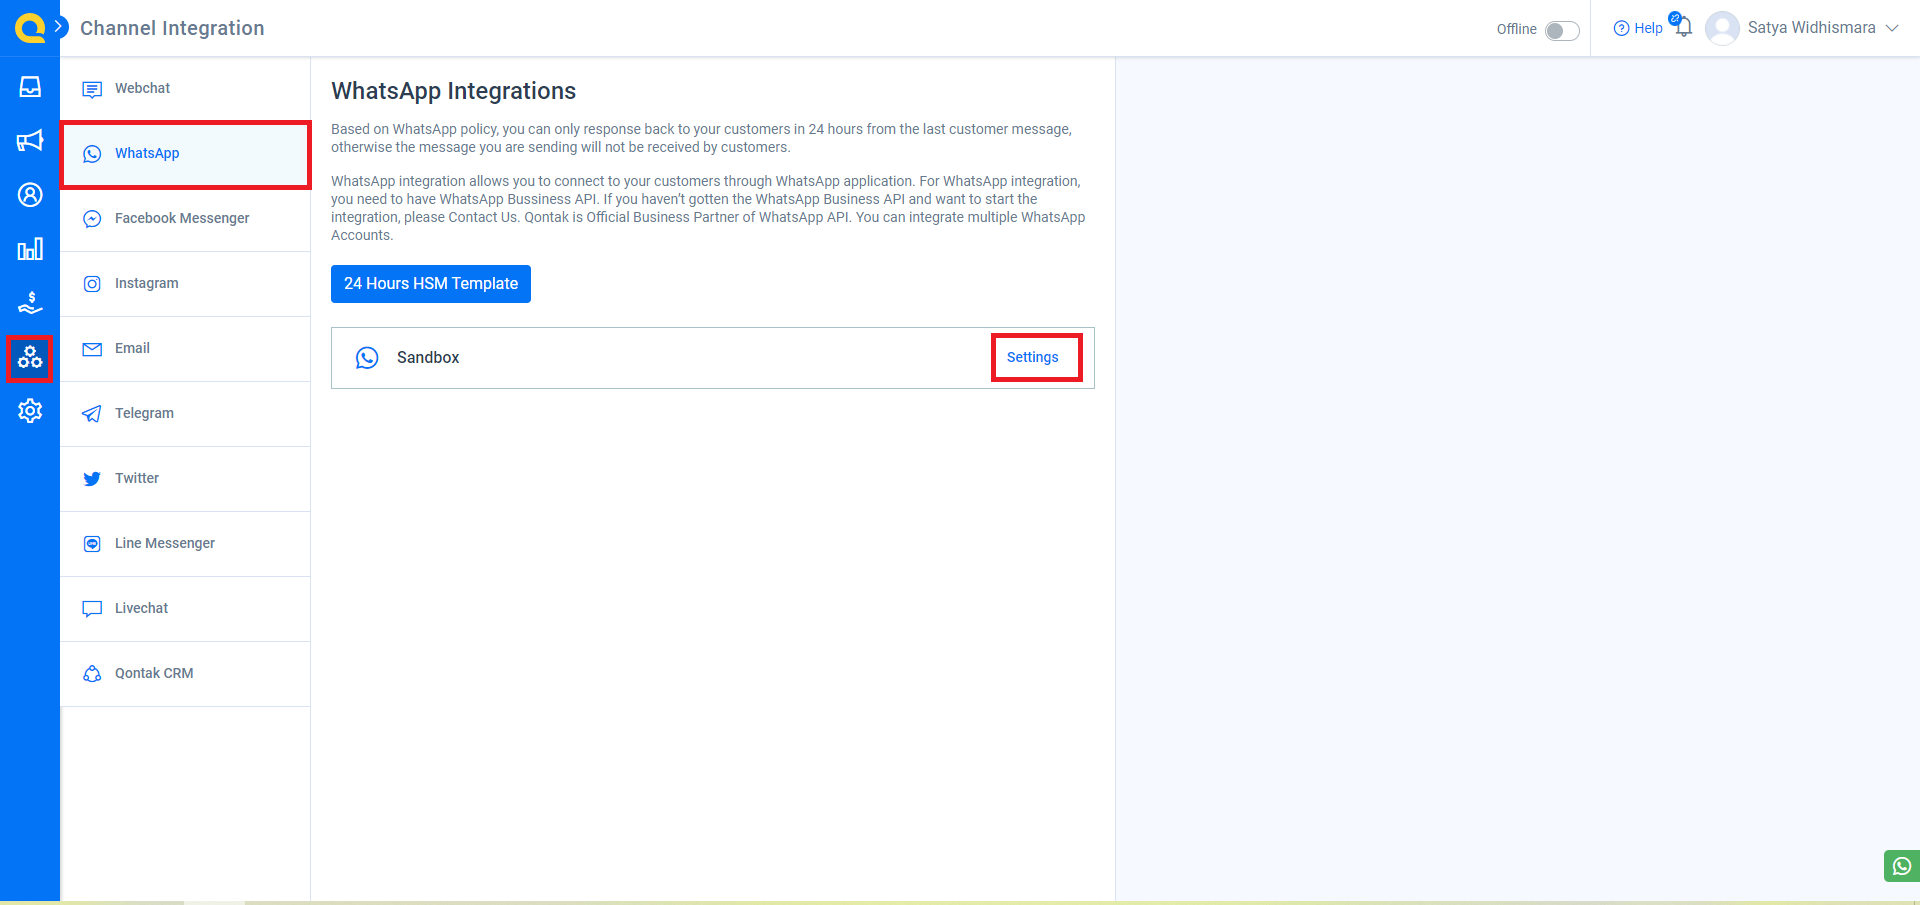 Channel Integration
Offline
Help
Satya Widhismara
Webchat
WhatsApp
Facebook Messenger
Instagram
Email
Telegram
Twitter
Line Messenger
Livechat
Qontak CRM
WhatsApp Integrations
Based on WhatsApp policy, you can only response back to your customers in 24 hours from the last customer message,
otherwise the message you are sending will not be received by customers.
WhatsApp integration allows you to connect to your customers through WhatsApp application. For WhatsApp integration,
you need to have WhatsApp Bussiness API. If you haven’t gotten the WhatsApp Business API and want to start the
integration, please Contact Us. Qontak is Official Business Partner of WhatsApp API. You can integrate multiple WhatsApp
Accounts.
24 Hours HSM Template
Sandbox
Settings